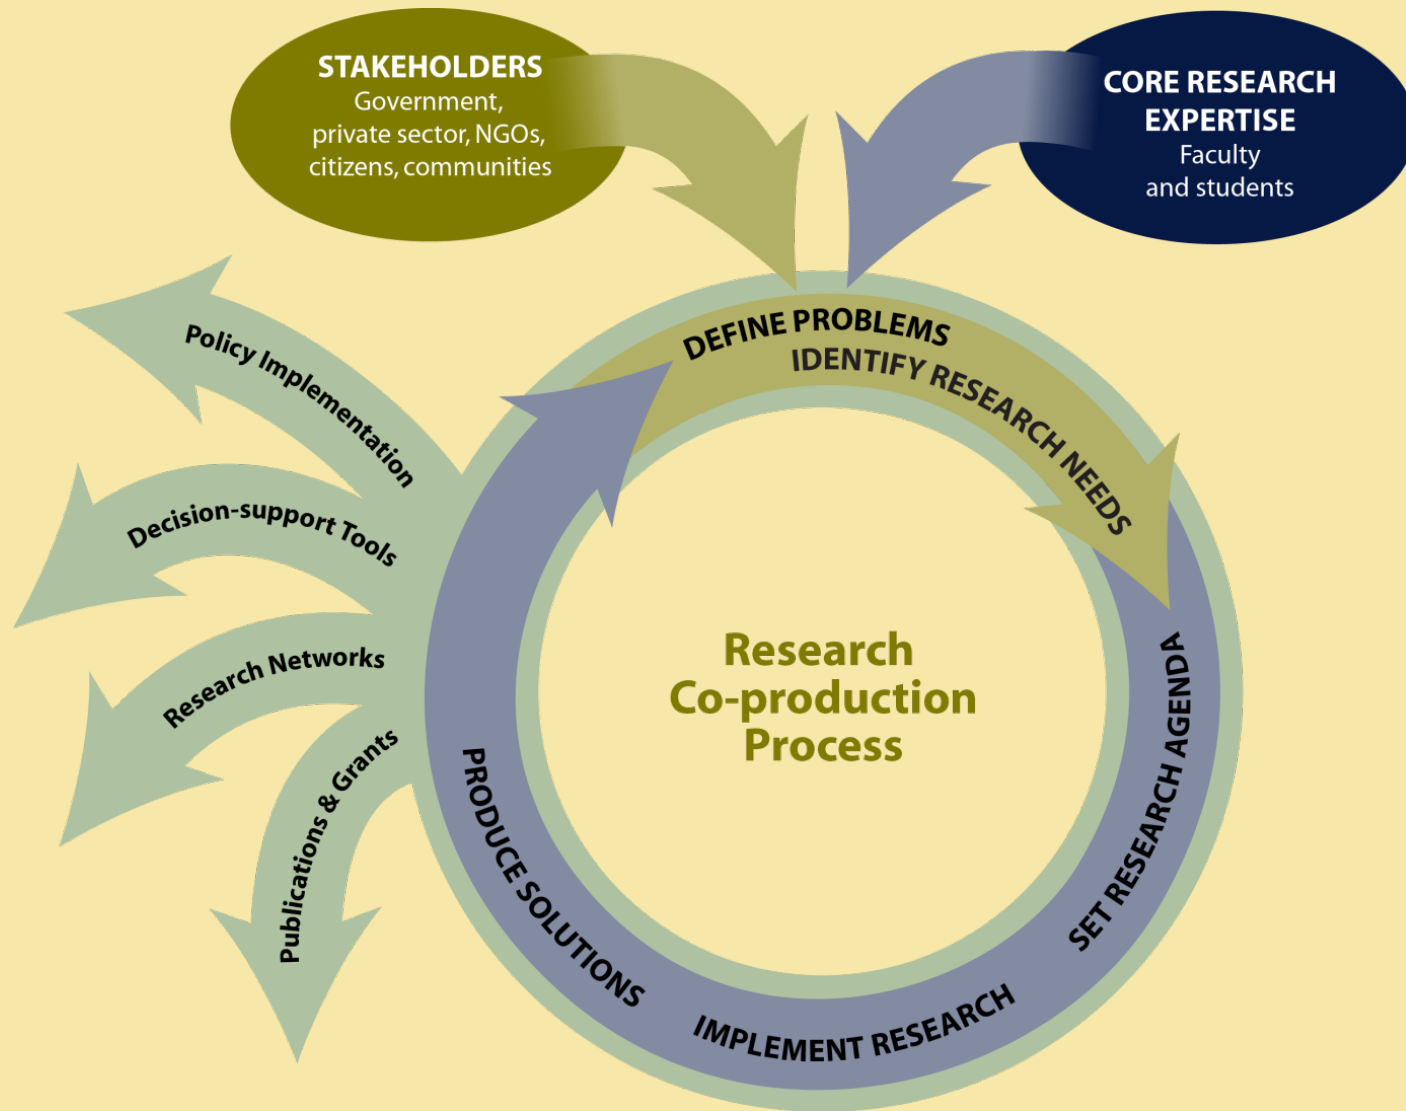 STAKEHOLDERS
Government,
private sector, NGOs,
citizens, communities
CORE RESEARCH
EXPERTISE
Faculty
and students
DEFINE PROBLEMS
IDENTIFY RESEARCH NEEDS
SET RESEARCH AGENDA
IMPLEMENT RESEARCH
PRODUCE SOLUTIONS
Policy Implementation
Decision-support Tools
Research Networks
Publications & Grants
Research
Co-production
Process